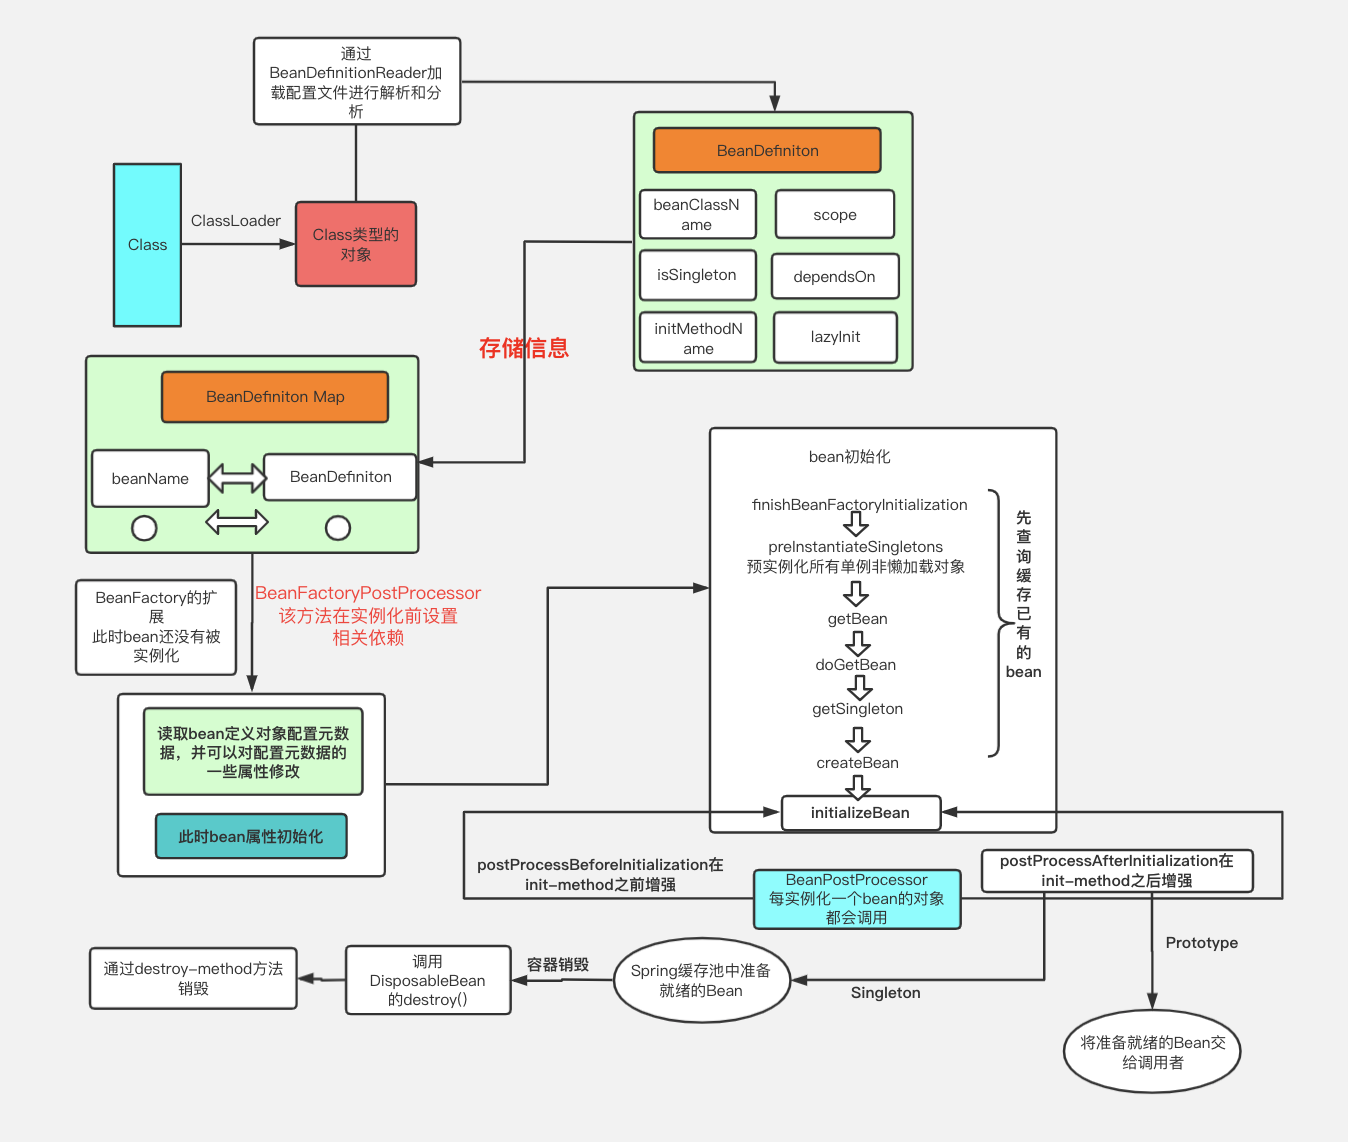 通过
BeanDefinitionReader加
载配置文件进行解析和分
析
BeanDefiniton
beanClassN
ame
scope
isSingleton
dependsOn
initMethodN
ame
lazyInit
Class
ClassLoader
Class类型的
对象
存储信息
BeanDefiniton Map
beanName
BeanDefiniton
BeanFactory的扩
展
此时bean还没有被
实例化
BeanFactoryPostProcessor
该方法在实例化前设置
相关依赖
读取bean定义对象配置元数
据，并可以对配置元数据的
一些属性修改
此时bean属性初始化
bean初始化
finishBeanFactoryInitialization
preInstantiateSingletons
预实例化所有单例非懒加载对象
getBean
doGetBean
getSingleton
createBean
initializeBean
先
查
询
缓
存
已
有
的
bean
postProcessBeforeInitialization在
init-method之前增强
BeanPostProcessor
每实例化一个bean的对象
都会调用
postProcessAfterInitialization在
init-method之后增强
Prototype
Singleton
将准备就绪的Bean交
给调用者
Spring缓存池中准备
就绪的Bean
容器销毁
调用
DisposableBean
的destroy()
通过destroy-method方法
销毁